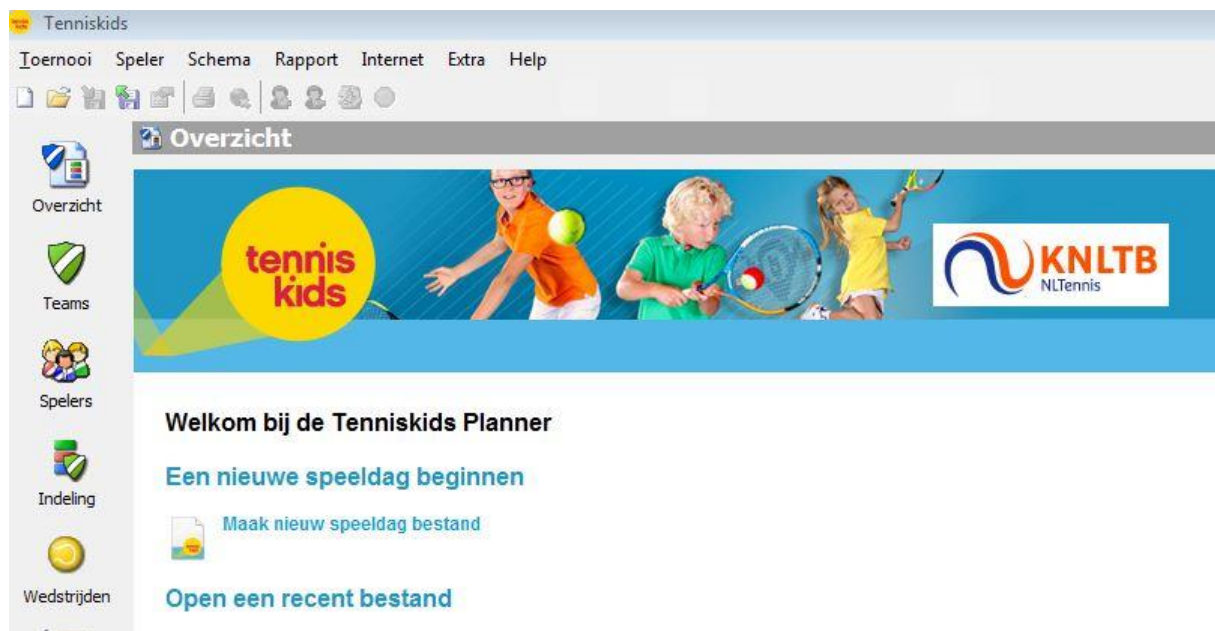 Tenniskids
Toernooi Speler Schema Rapport Internet Extra Help
Overzicht
Overzicht
Teams
Spelers
Indeling
Wedstrijden
tennis
kids
KNLTB
NLTennis
Welkom bij de Tenniskids Planner
Een nieuwe speeldag beginnen
Maak nieuw speeldag bestand
Open een recent bestand